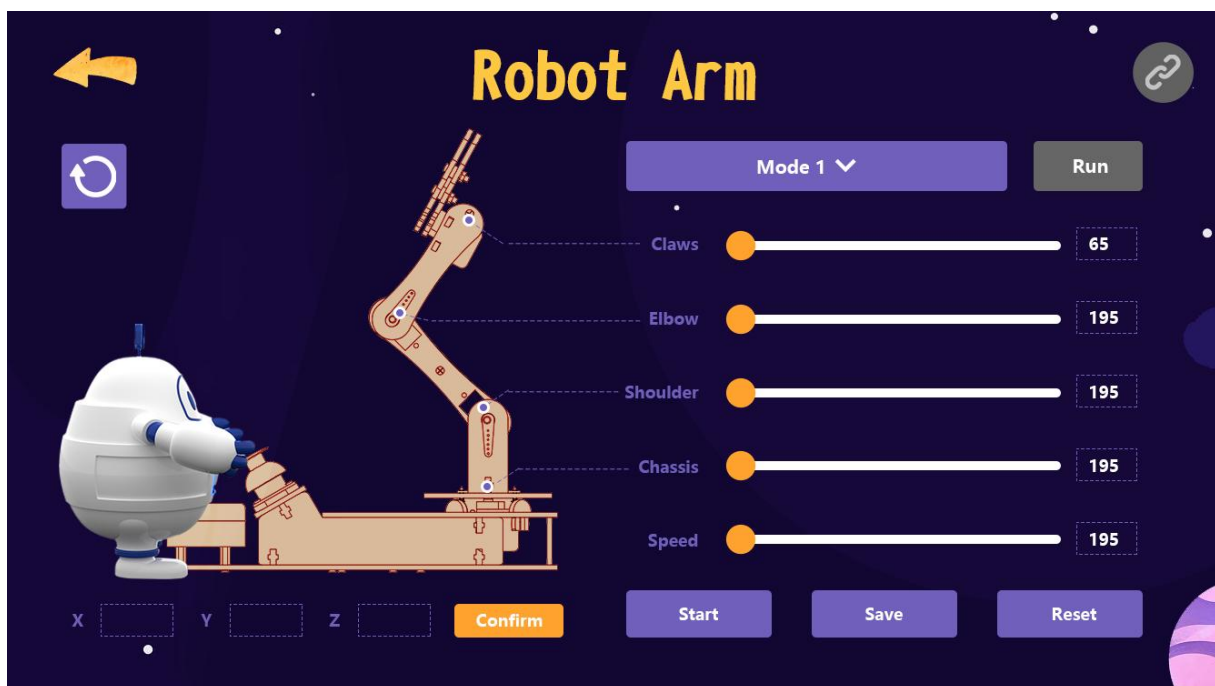 Robot Arm
Mode 1
Run
Claws
65
Elbow
195
Shoulder
195
Chassis
195
Speed
195
X
Y
Z
Confirm
Start
Save
Reset